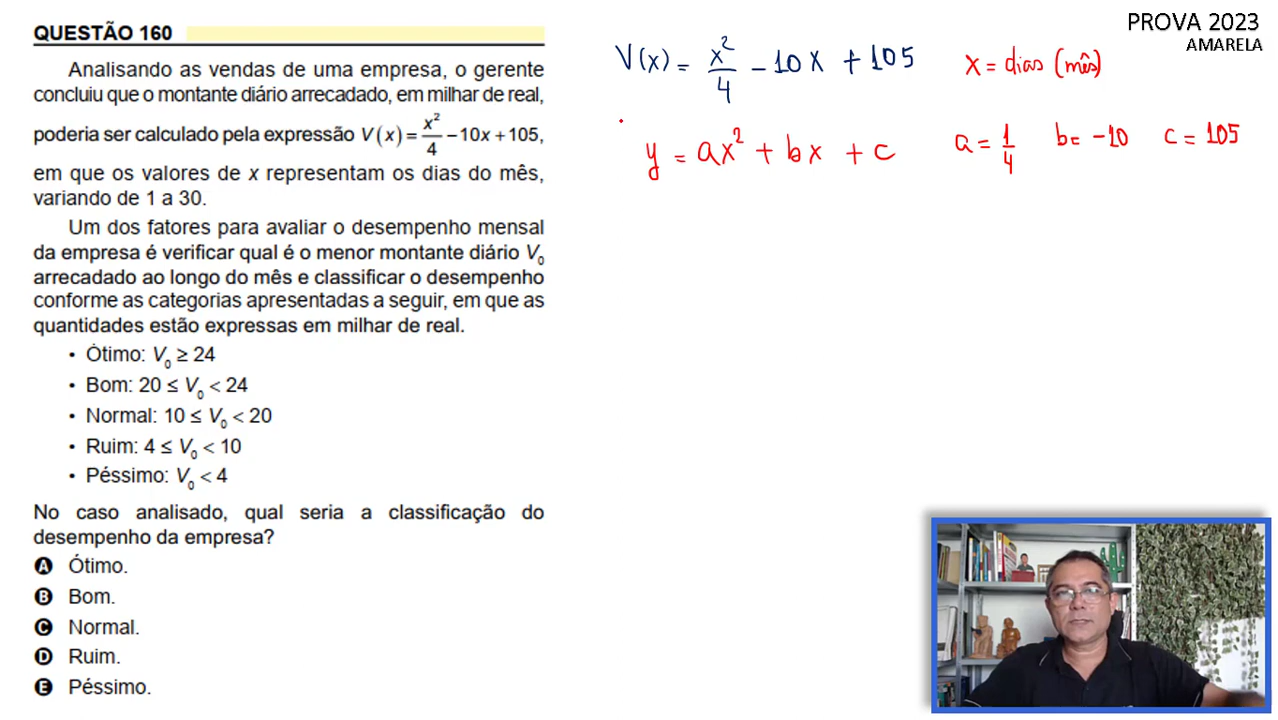 QUESTÃO 160
Analisando as vendas de uma empresa, o gerente
concluiu que o montante diário arrecadado, em milhar de real,
poderia ser calculado pela expressão V(x) = x²/4 − 10x + 105,
em que os valores de x representam os dias do mês,
variando de 1 a 30.
Um dos fatores para avaliar o desempenho mensal
da empresa é verificar qual é o menor montante diário V₀
arrecadado ao longo do mês e classificar o desempenho
conforme as categorias apresentadas a seguir, em que as
quantidades estão expressas em milhar de real.
• Ótimo: V₀ ≥ 24
• Bom: 20 ≤ V₀ < 24
• Normal: 10 ≤ V₀ < 20
• Ruim: 4 ≤ V₀ < 10
• Péssimo: V₀ < 4
No caso analisado, qual seria a classificação do
desempenho da empresa?
A Ótimo.
B Bom.
C Normal.
D Ruim.
E Péssimo.
PROVA 2023
AMARELA
V(x) = x²/4 − 10x + 105 x = dias (mês)
y = ax² + bx + c a = 1/4 b = −10 c = 105